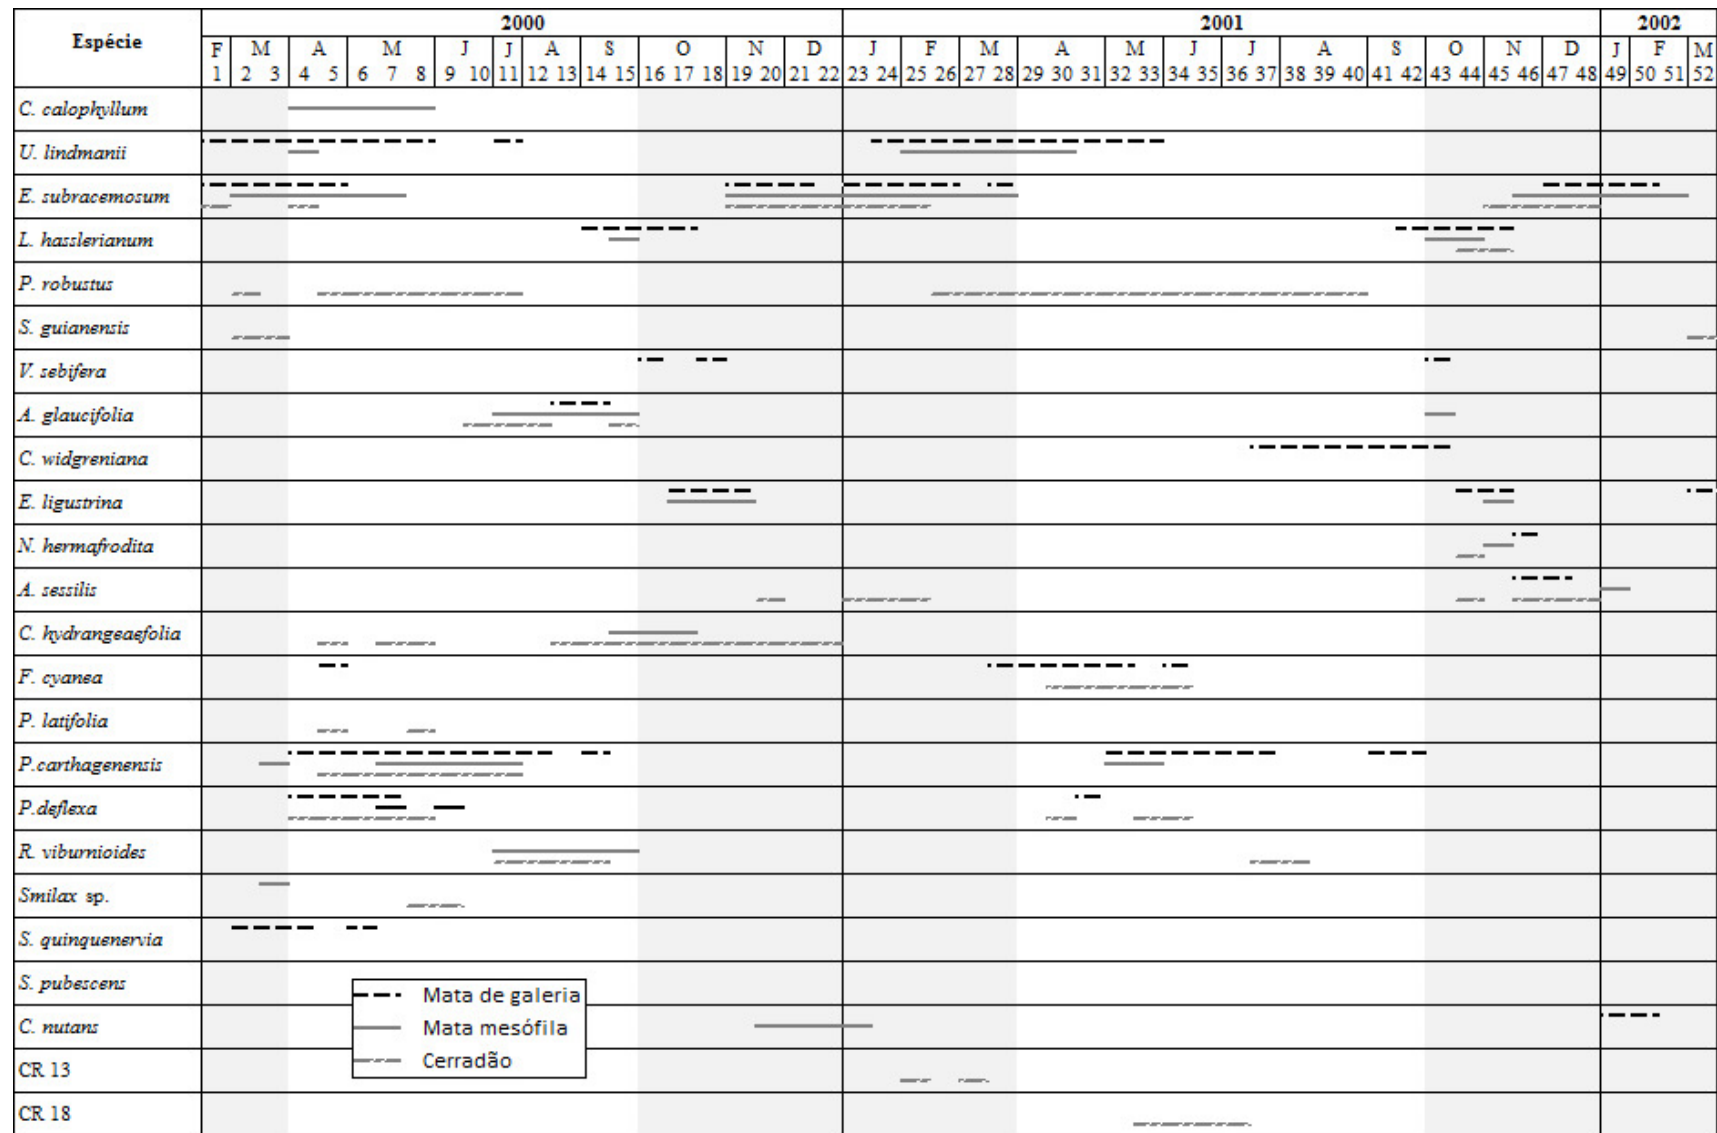 Espécie 2000 2001 2002
F M A M J J A S O N D J F M A M J J A S O N D J F M
1 2 3 4 5 6 7 8 9 10 11 12 13 14 15 16 17 18 19 20 21 22 23 24 25 26 27 28 29 30 31 32 33 34 35 36 37 38 39 40 41 42 43 44 45 46 47 48 49 50 51 52
C. calophyllum
U. lindmanii
E. subracemosum
L. hasslerianum
P. robustus
S. guianensis
V. sebifera
A. glaucifolia
C. widgreniana
E. ligustrina
N. hermafrodita
A. sessilis
C. hydrangeaefolia
F. cyanea
P. latifolia
P.carthagenensis
P.deflexa
R. viburnioides
Smilax sp.
S. quinquenervia
S. pubescens
C. nutans
CR 13
CR 18
Mata de galeria
Mata mesófila
Cerradão